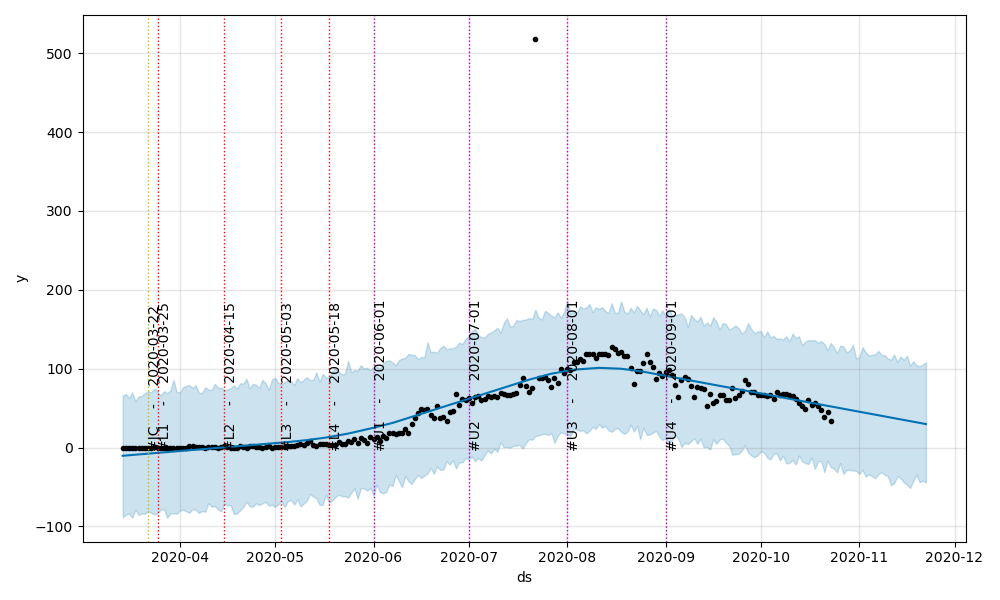 500
400
300
200
100
0
−100
y
#JC - 2020-03-22
#L1 - 2020-03-25
#L2 - 2020-04-15
#L3 - 2020-05-03
#L4 - 2020-05-18
#U1 - 2020-06-01
#U2 - 2020-07-01
#U3 - 2020-08-01
#U4 - 2020-09-01
2020-04 2020-05 2020-06 2020-07 2020-08 2020-09 2020-10 2020-11 2020-12
ds